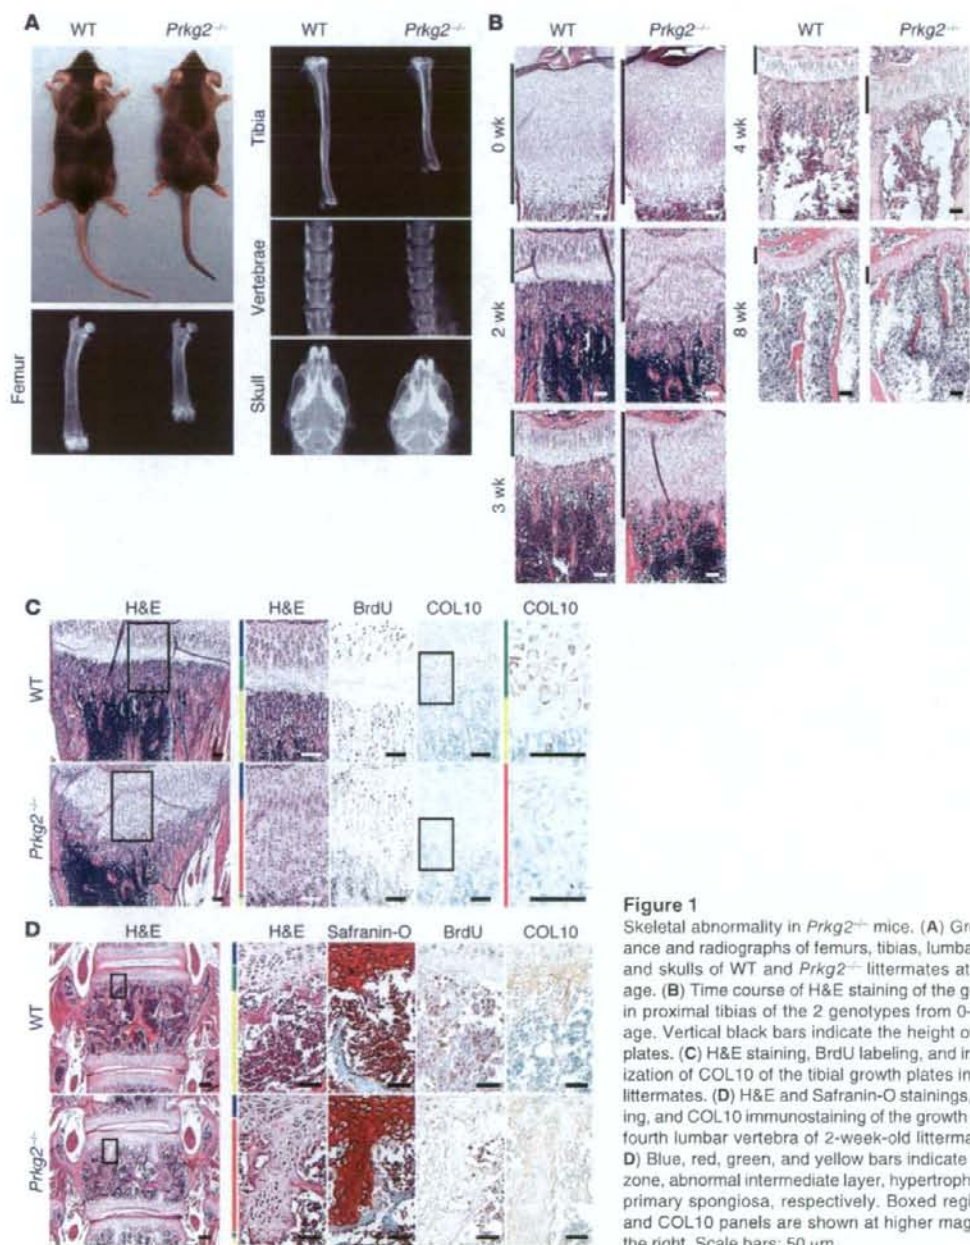 A
WT
Prkg2-/-
WT
Prkg2-/-
Tibia
Vertebrae
Femur
Skull
B
WT
Prkg2-/-
WT
Prkg2-/-
0 wk
4 wk
2 wk
8 wk
3 wk
C
H&E
H&E
BrdU
COL10
COL10
WT
Prkg2-/-
D
H&E
H&E
Safranin-O
BrdU
COL10
WT
Prkg2-/-
Figure 1
Skeletal abnormality in Prkg2-/- mice. (A) Gr
ance and radiographs of femurs, tibias, lumba
and skulls of WT and Prkg2-/- littermates at
age. (B) Time course of H&E staining of the g
in proximal tibias of the 2 genotypes from 0-
age. Vertical black bars indicate the height o
plates. (C) H&E staining, BrdU labeling, and in
ization of COL10 of the tibial growth plates in
littermates. (D) H&E and Safranin-O stainings,
ing, and COL10 immunostaining of the growth
fourth lumbar vertebra of 2-week-old litterma
D) Blue, red, green, and yellow bars indicate
zone, abnormal intermediate layer, hypertroph
primary spongiosa, respectively. Boxed regi
and COL10 panels are shown at higher mag
the right. Scale bars: 50 μm